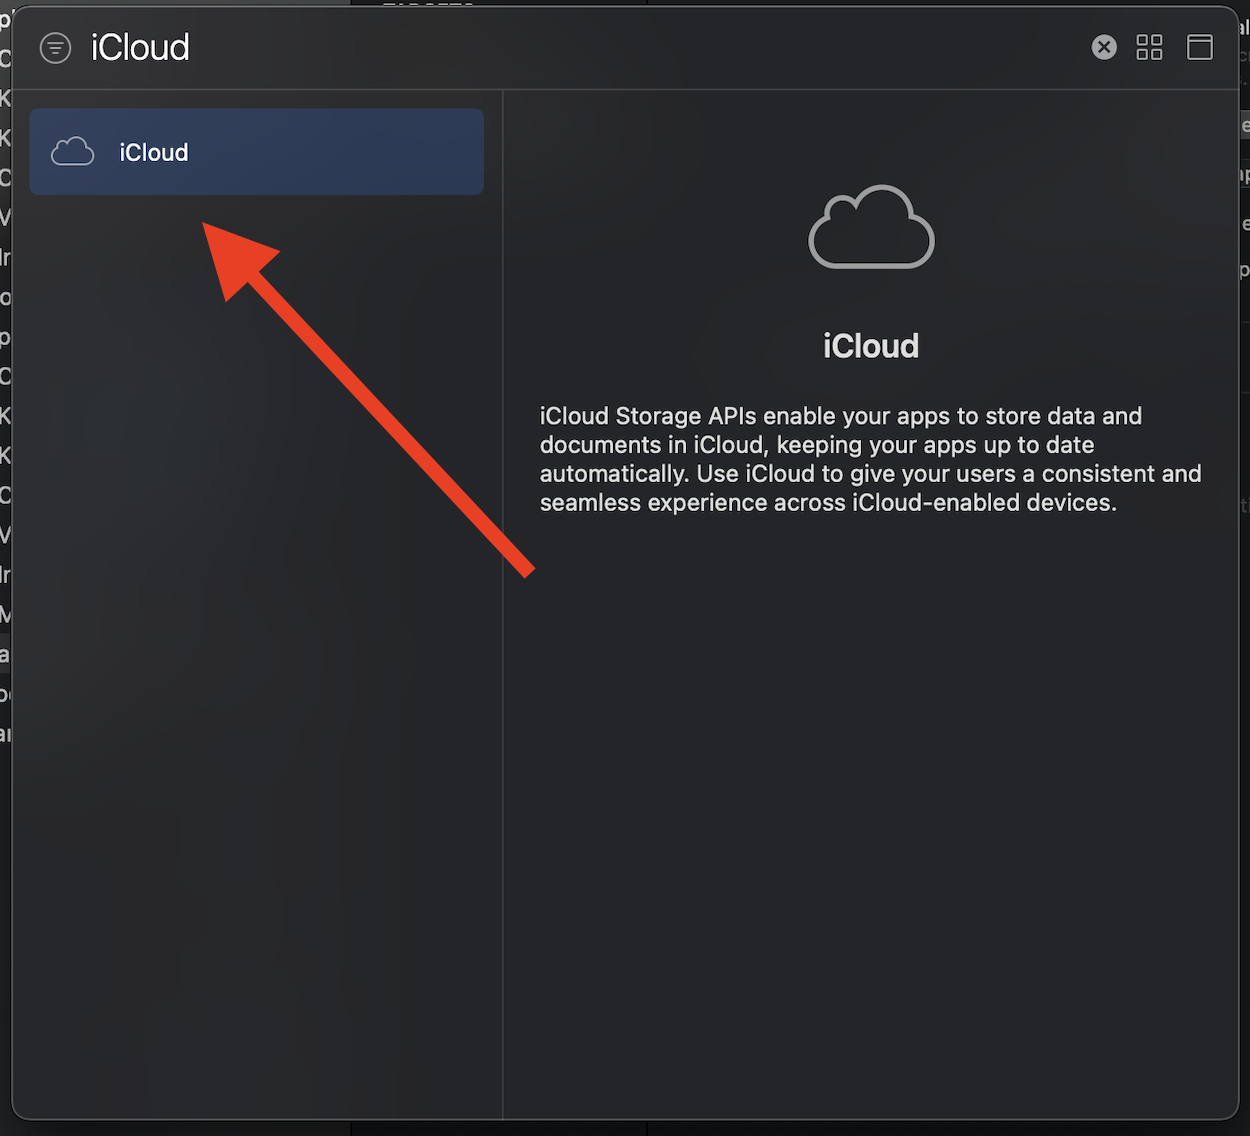 iCloud
iCloud
iCloud
iCloud Storage APIs enable your apps to store data and
documents in iCloud, keeping your apps up to date
automatically. Use iCloud to give your users a consistent and
seamless experience across iCloud-enabled devices.